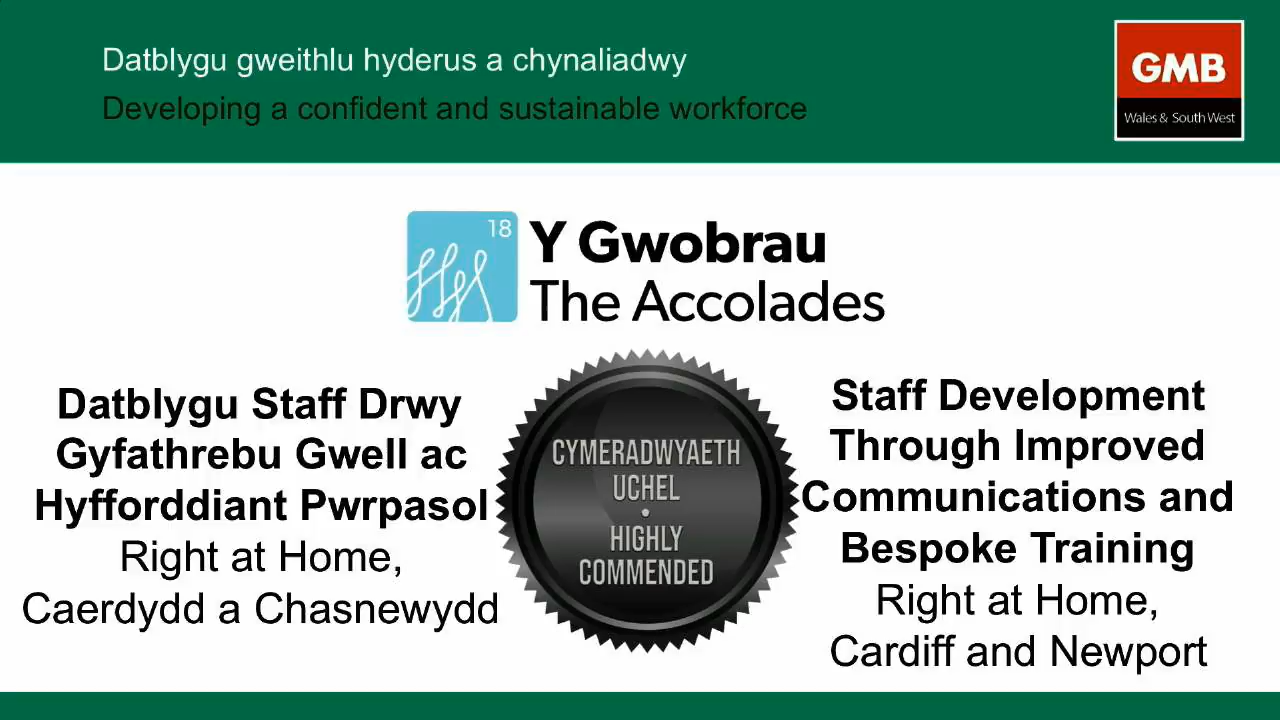 Datblygu gweithlu hyderus a chynaliadwy
Developing a confident and sustainable workforce
GMB
Wales & South West
18
Y Gwobrau
The Accolades
Datblygu Staff Drwy
Gyfathrebu Gwell ac
Hyfforddiant Pwrpasol
Right at Home,
Caerdydd a Chasnewydd
CYMERADWYAETH
UCHEL
•
HIGHLY
COMMENDED
Staff Development
Through Improved
Communications and
Bespoke Training
Right at Home,
Cardiff and Newport